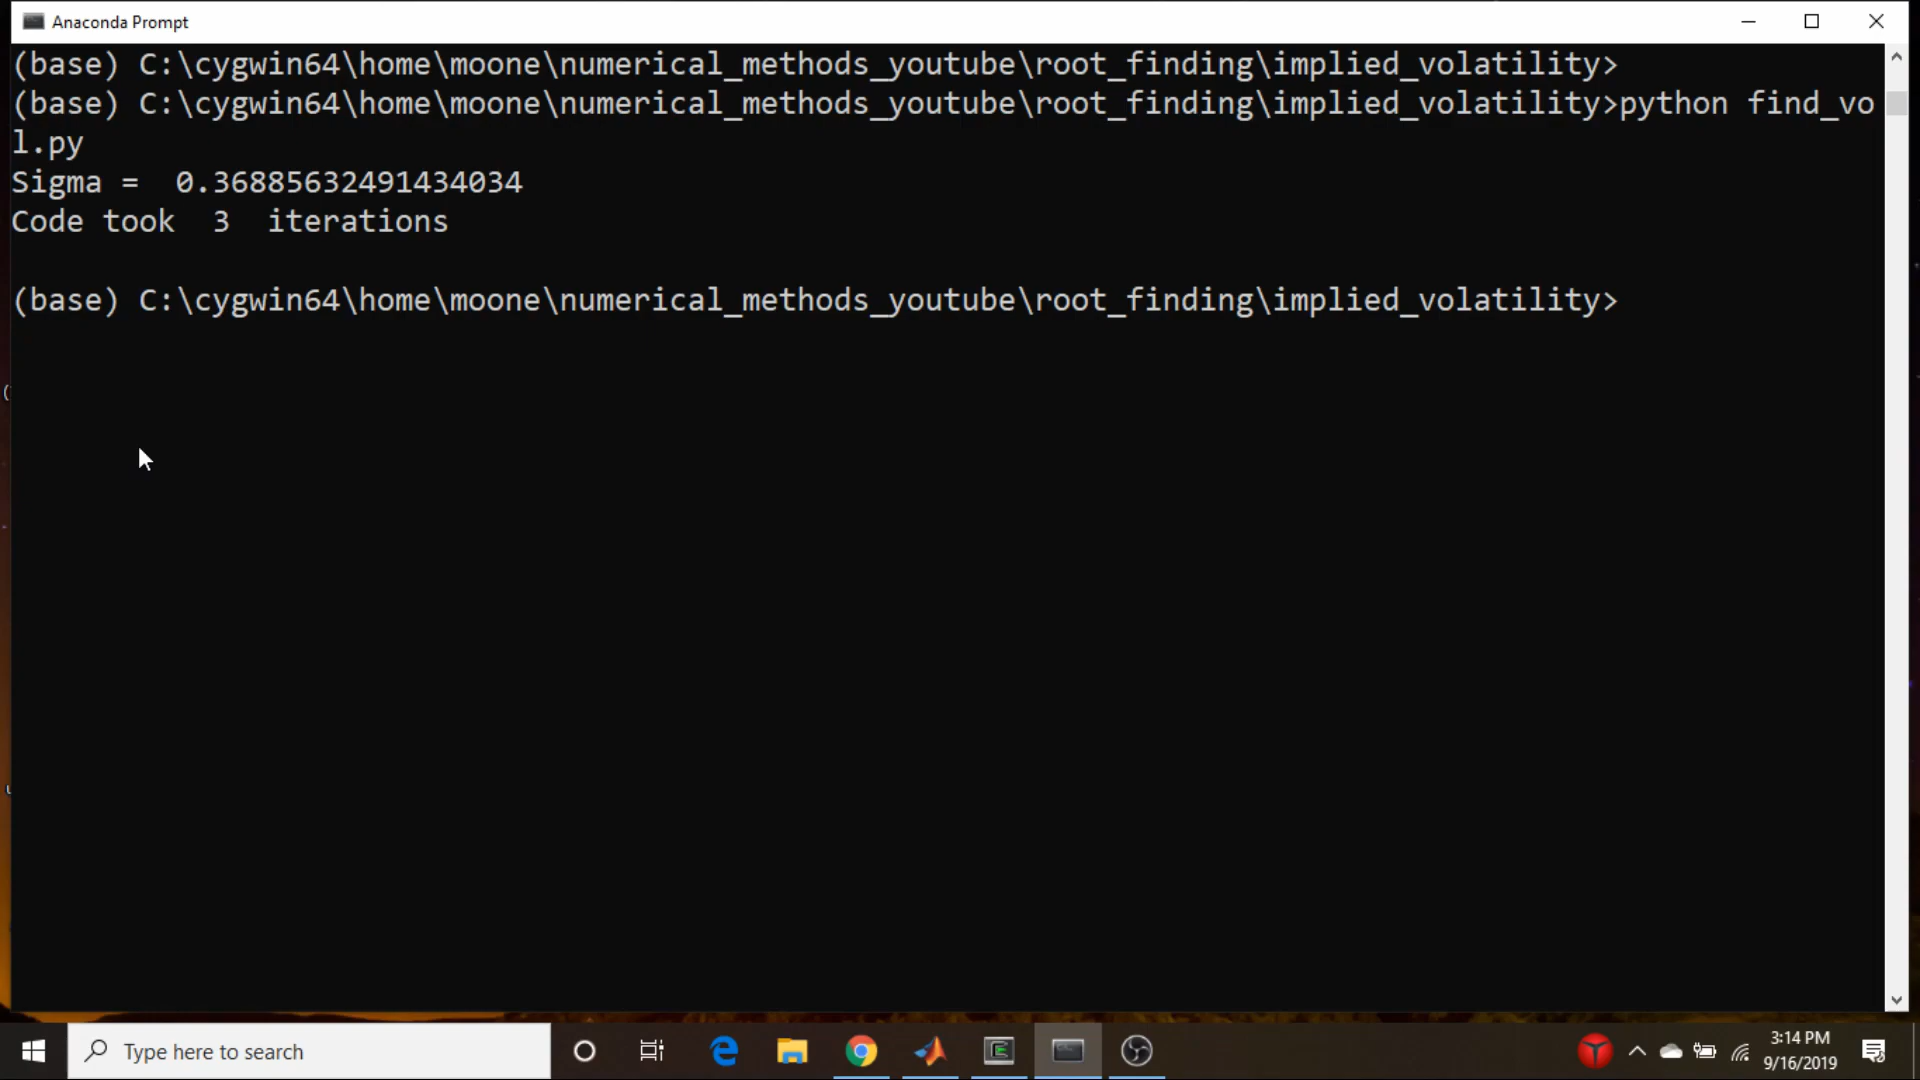 Anaconda Prompt
(base) C:\cygwin64\home\moone\numerical_methods_youtube\root_finding\implied_volatility>
(base) C:\cygwin64\home\moone\numerical_methods_youtube\root_finding\implied_volatility>python find_vo
l.py
Sigma =  0.36885632491434034
Code took  3  iterations
(base) C:\cygwin64\home\moone\numerical_methods_youtube\root_finding\implied_volatility>
Type here to search
3:14 PM
9/16/2019